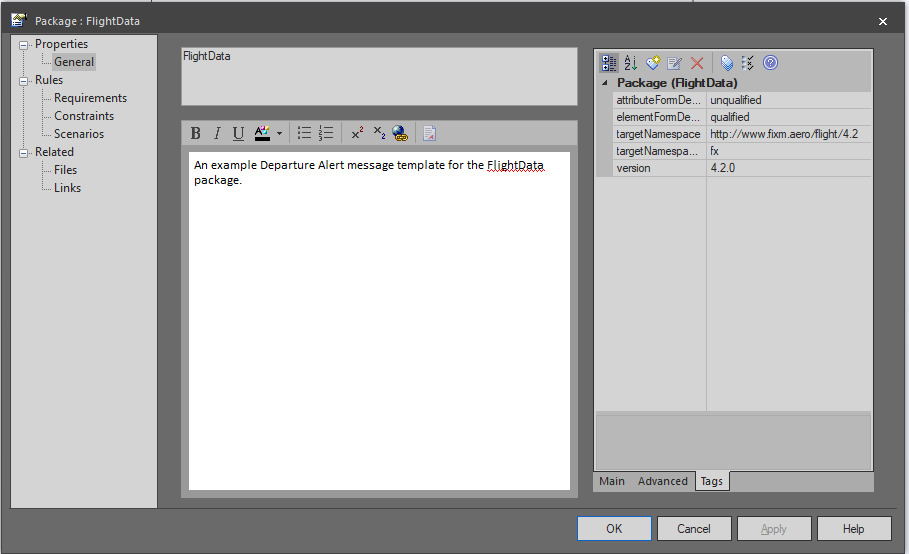 Package : FlightData
Properties
General
Rules
Requirements
Constraints
Scenarios
Related
Files
Links
FlightData
B I U
An example Departure Alert message template for the FlightData
package.
Package (FlightData)
attributeFormDe... unqualified
elementFormDe... qualified
targetNamespace http://www.fixm.aero/flight/4.2
targetNamespa... fx
version 4.2.0
Main Advanced Tags
OK Cancel Apply Help